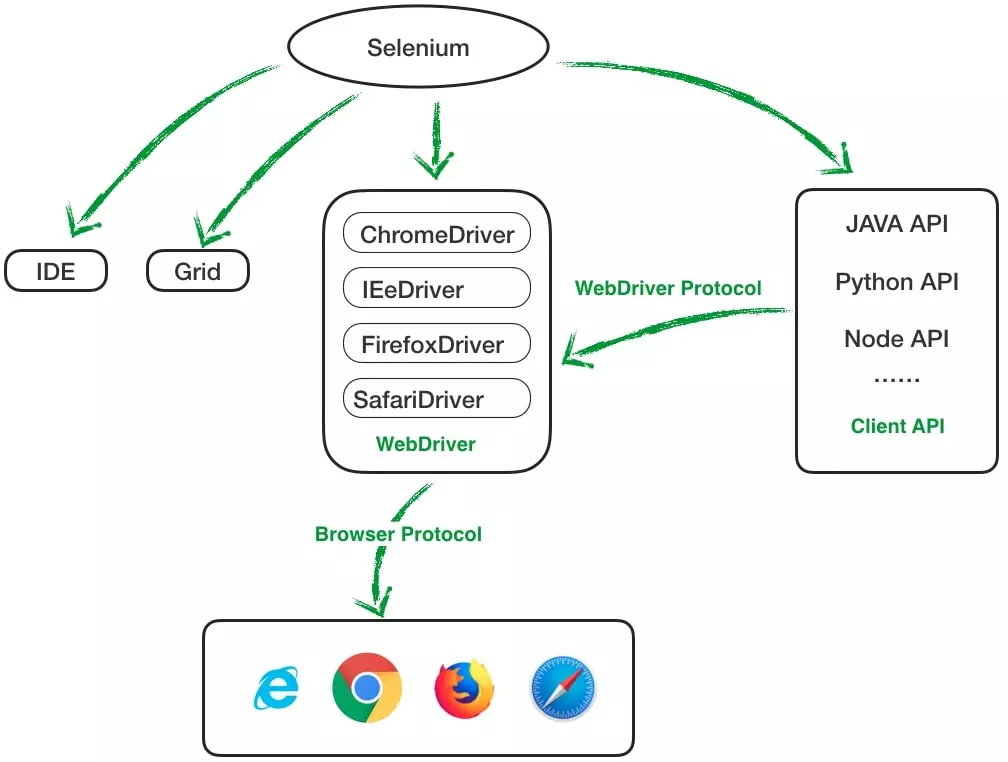 Selenium
IDE
Grid
ChromeDriver
IEeDriver
FirefoxDriver
SafariDriver
WebDriver
WebDriver Protocol
JAVA API
Python API
Node API
......
Client API
Browser Protocol